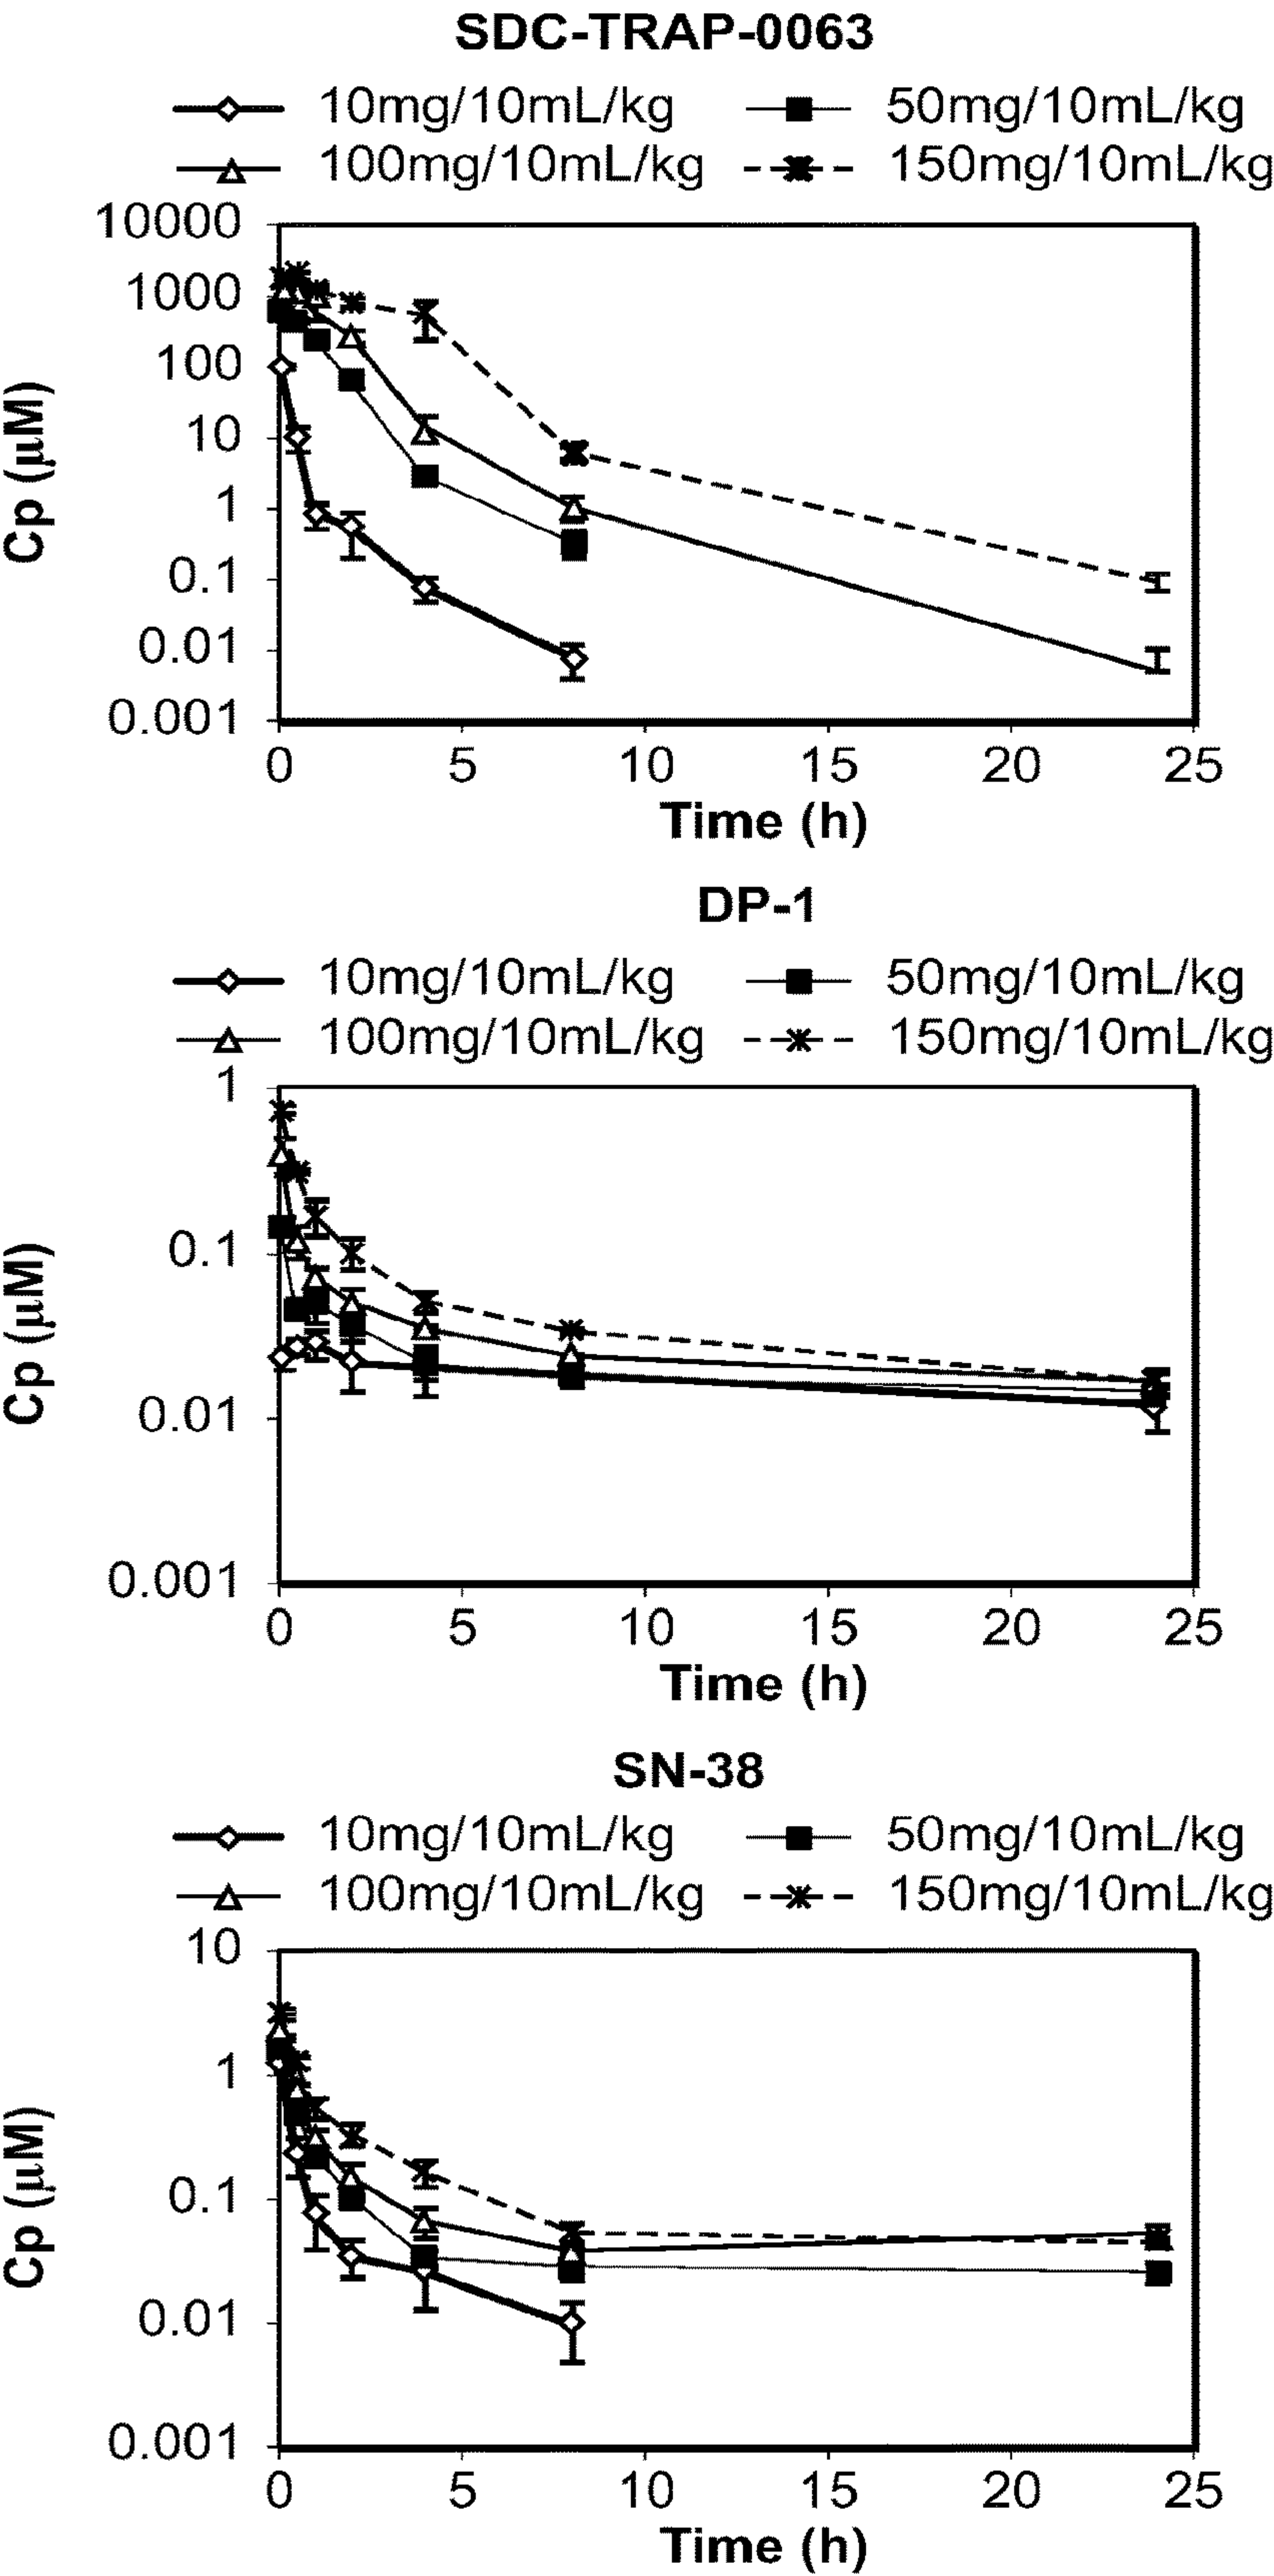 SDC-TRAP-0063
10mg/10mL/kg 50mg/10mL/kg
100mg/10mL/kg 150mg/10mL/kg
10000
1000
100
10
1
0.1
0.01
0.001
Cp (μM)
0 5 10 15 20 25
Time (h)
DP-1
10mg/10mL/kg 50mg/10mL/kg
100mg/10mL/kg 150mg/10mL/kg
1
0.1
0.01
0.001
Cp (μM)
0 5 10 15 20 25
Time (h)
SN-38
10mg/10mL/kg 50mg/10mL/kg
100mg/10mL/kg 150mg/10mL/kg
10
1
0.1
0.01
0.001
Cp (μM)
0 5 10 15 20 25
Time (h)